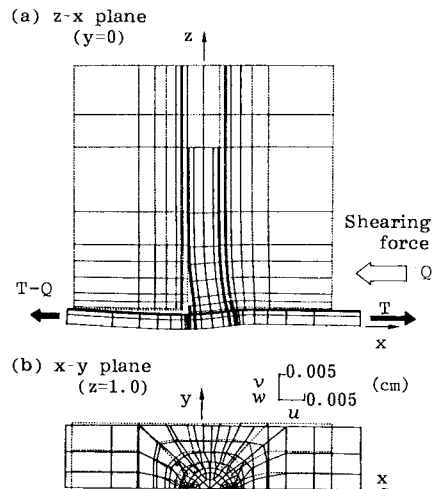 (a) z-x plane
(y=0)
z
Shearing
force
Q
T-Q
T
x
(b) x-y plane
(z=1.0)
y
v
w
u
0.005
0.005
(cm)
x